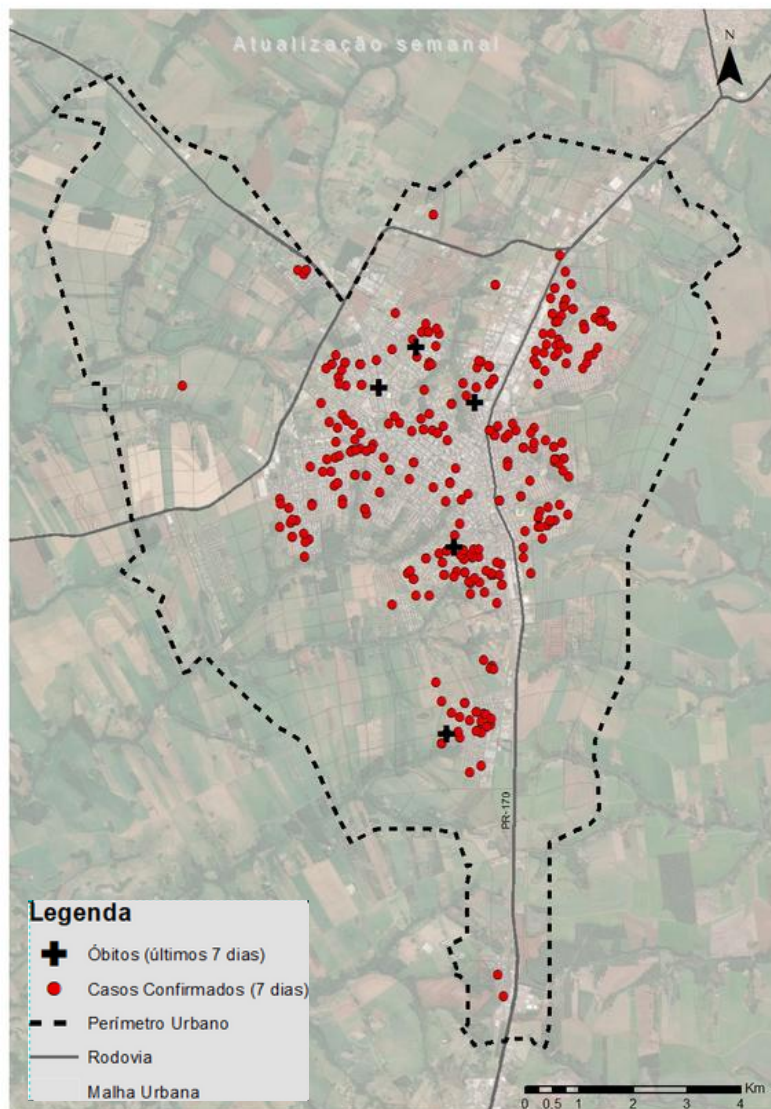 Atualização semanal
N
PR-170
Legenda
Óbitos (últimos 7 dias)
Casos Confirmados (7 dias)
Perímetro Urbano
Rodovia
Malha Urbana
Km
0 0.5 1 2 3 4